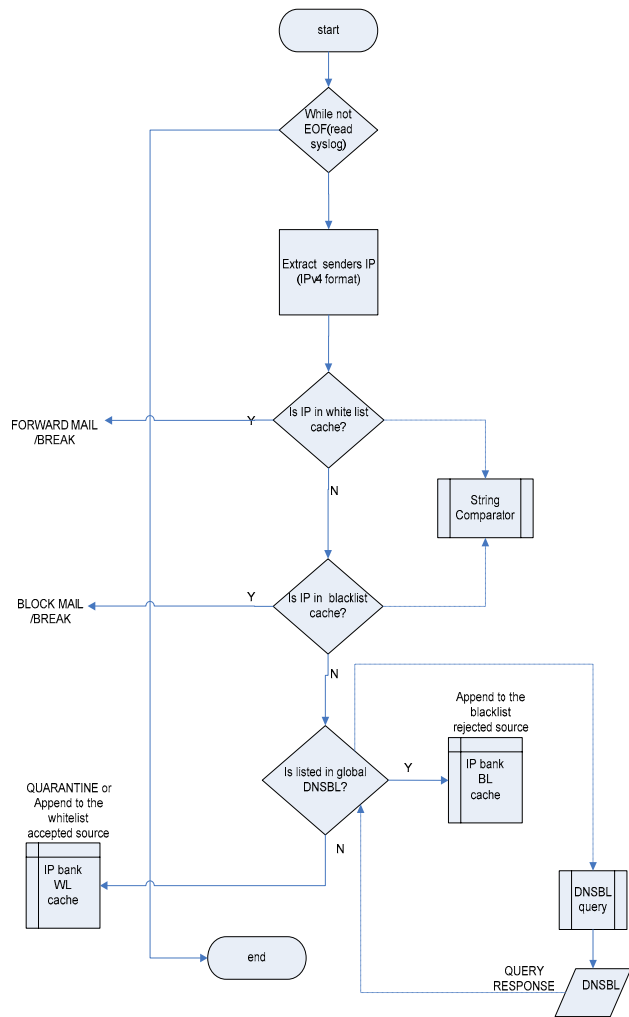 start
While not
EOF(read
syslog)
Extract senders IP
(IPv4 format)
Is IP in white list
cache?
Y
FORWARD MAIL
/BREAK
String
Comparator
N
Is IP in blacklist
cache?
Y
BLOCK MAIL
/BREAK
N
Append to the
blacklist
rejected source
Is listed in global
DNSBL?
Y
IP bank
BL
cache
QUARANTINE or
Append to the
whitelist
accepted source
N
IP bank
WL
cache
DNSBL
query
end
QUERY
RESPONSE
DNSBL